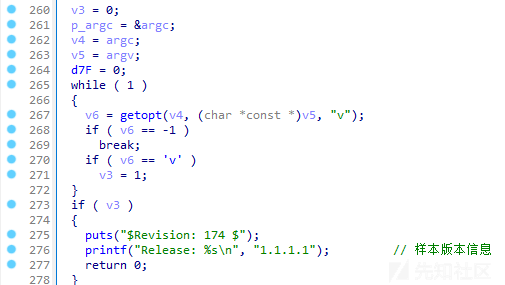 260 v3 = 0;
261 p_argc = &argc;
262 v4 = argc;
263 v5 = argv;
264 d7F = 0;
265 while ( 1 )
266 {
267 v6 = getopt(v4, (char *const *)v5, "v");
268 if ( v6 == -1 )
269 break;
270 if ( v6 == 'v' )
271 v3 = 1;
272 }
273 if ( v3 )
274 {
275 puts("$Revision: 174 $");
276 printf("Release: %s\n", "1.1.1.1"); // 样本版本信息
277 return 0;
278 }
先知社区